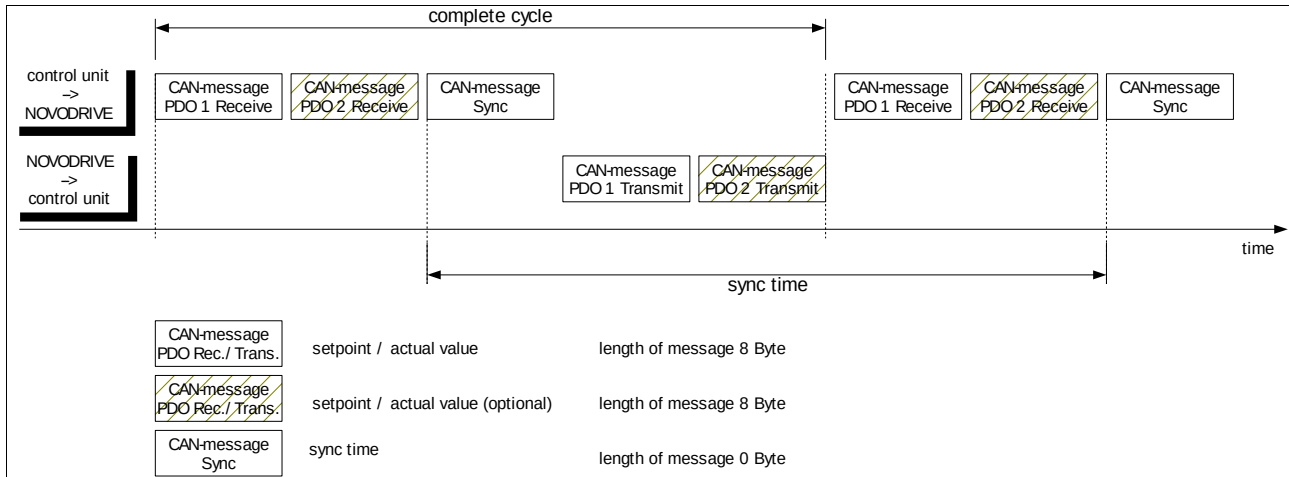 complete cycle
control unit
–>
NOVODRIVE
CAN-message
PDO 1 Receive
CAN-message
PDO 2 Receive
CAN-message
Sync
CAN-message
PDO 1 Receive
CAN-message
PDO 2 Receive
CAN-message
Sync
NOVODRIVE
–>
control unit
CAN-message
PDO 1 Transmit
CAN-message
PDO 2 Transmit
time
sync time
CAN-message
PDO Rec./ Trans.
setpoint / actual value
length of message 8 Byte
CAN-message
PDO Rec./ Trans.
setpoint / actual value (optional)
length of message 8 Byte
CAN-message
Sync
sync time
length of message 0 Byte